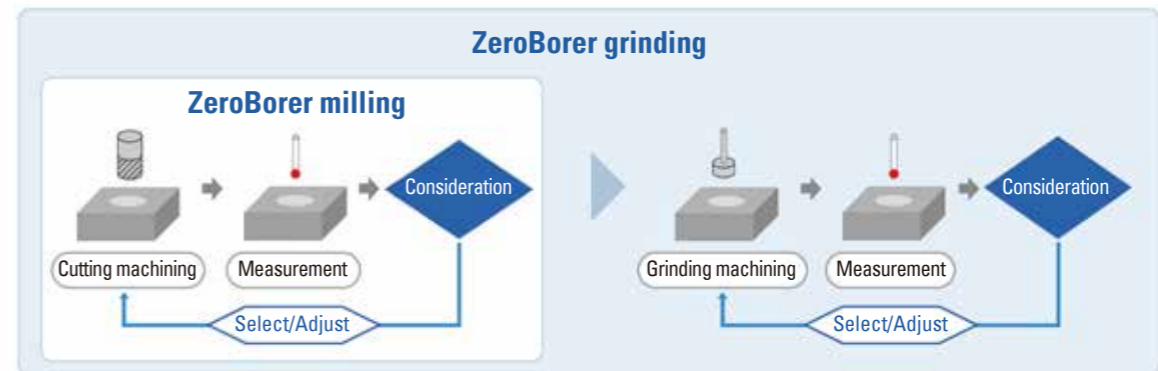 ZeroBorer grinding
ZeroBorer milling
Consideration
Cutting machining
Measurement
Select/Adjust
Consideration
Grinding machining
Measurement
Select/Adjust